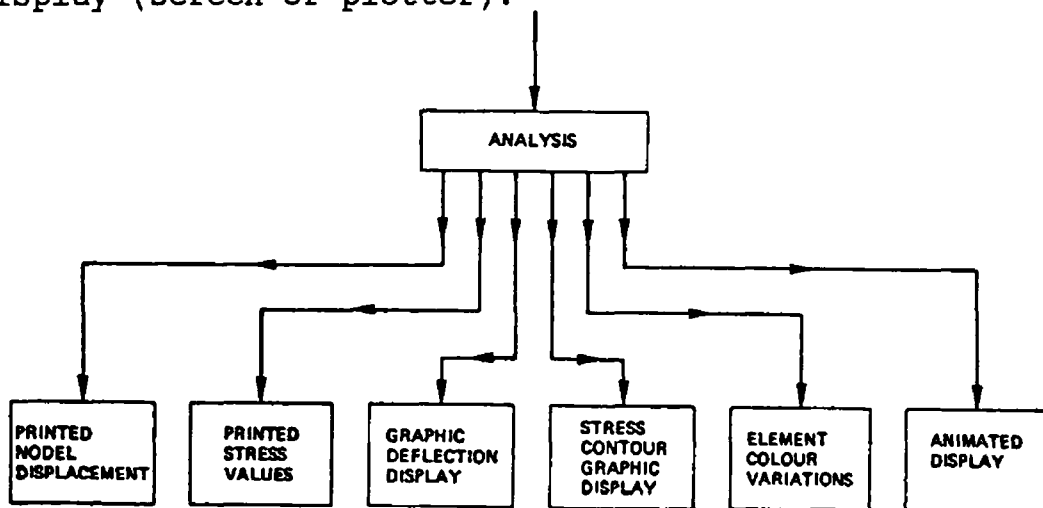 display (screen or plotter).
ANALYSIS
PRINTED
NODEL
DISPLACEMENT
PRINTED
STRESS
VALUES
GRAPHIC
DEFLECTION
DISPLAY
STRESS
CONTOUR
GRAPHIC
DISPLAY
ELEMENT
COLOUR
VARIATIONS
ANIMATED
DISPLAY